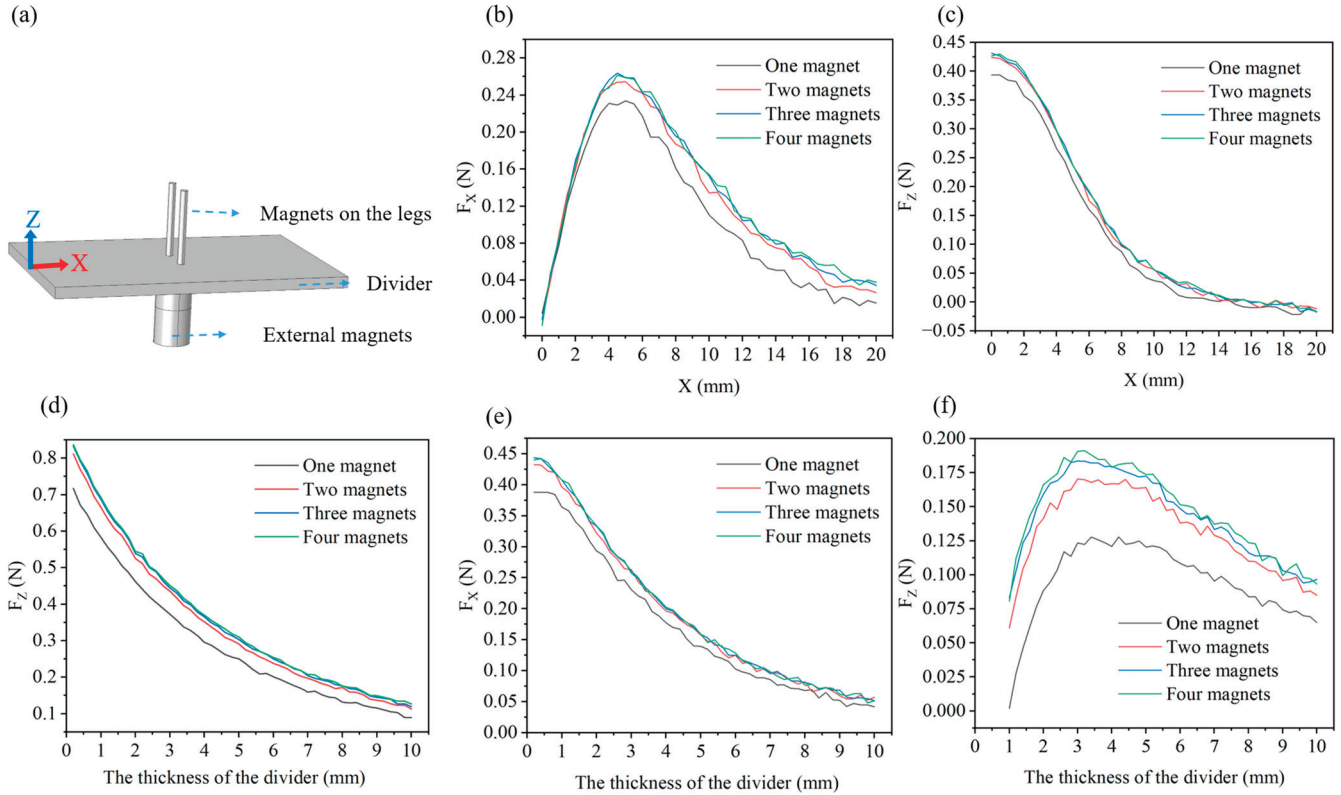 (a)
Z
X
Magnets on the legs
Divider
External magnets
(b)
One magnet
Two magnets
Three magnets
Four magnets
0.28
0.24
0.20
0.16
0.12
0.08
0.04
0.00
F_X (N)
0 2 4 6 8 10 12 14 16 18 20
X (mm)
(c)
One magnet
Two magnets
Three magnets
Four magnets
0.45
0.40
0.35
0.30
0.25
0.20
0.15
0.10
0.05
0.00
−0.05
F_Z (N)
0 2 4 6 8 10 12 14 16 18 20
X (mm)
(d)
One magnet
Two magnets
Three magnets
Four magnets
0.8
0.7
0.6
0.5
0.4
0.3
0.2
0.1
F_Z (N)
0 1 2 3 4 5 6 7 8 9 10
The thickness of the divider (mm)
(e)
One magnet
Two magnets
Three magnets
Four magnets
0.45
0.40
0.35
0.30
0.25
0.20
0.15
0.10
0.05
0.00
F_X (N)
0 1 2 3 4 5 6 7 8 9 10
The thickness of the divider (mm)
(f)
0.200
0.175
0.150
0.125
0.100
0.075
0.050
0.025
0.000
F_Z (N)
One magnet
Two magnets
Three magnets
Four magnets
0 1 2 3 4 5 6 7 8 9 10
The thickness of the divider (mm)